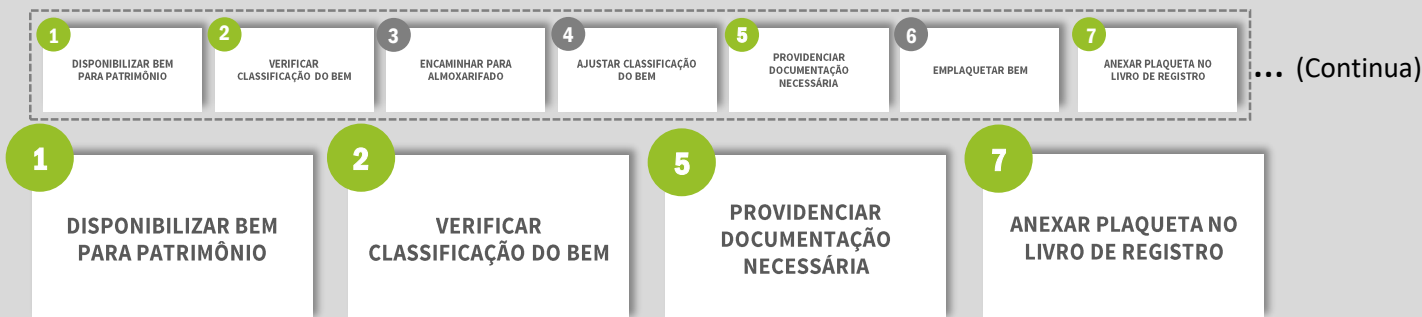 1
DISPONIBILIZAR BEM
PARA PATRIMÔNIO
2
VERIFICAR
CLASSIFICAÇÃO DO BEM
3
ENCAMINHAR PARA
ALMOXARIFADO
4
AJUSTAR CLASSIFICAÇÃO
DO BEM
5
PROVIDENCIAR
DOCUMENTAÇÃO
NECESSÁRIA
6
EMPLAQUETAR BEM
7
ANEXAR PLAQUETA NO
LIVRO DE REGISTRO
... (Continua)
1
DISPONIBILIZAR BEM
PARA PATRIMÔNIO
2
VERIFICAR
CLASSIFICAÇÃO DO BEM
5
PROVIDENCIAR
DOCUMENTAÇÃO
NECESSÁRIA
7
ANEXAR PLAQUETA NO
LIVRO DE REGISTRO